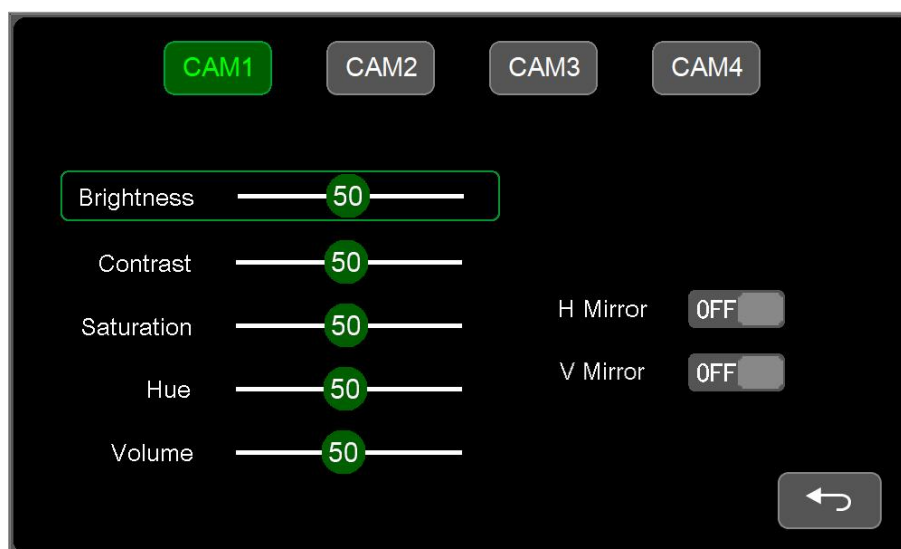 CAM1 CAM2 CAM3 CAM4
Brightness 50
Contrast 50
Saturation 50
H Mirror OFF
Hue 50
V Mirror OFF
Volume 50